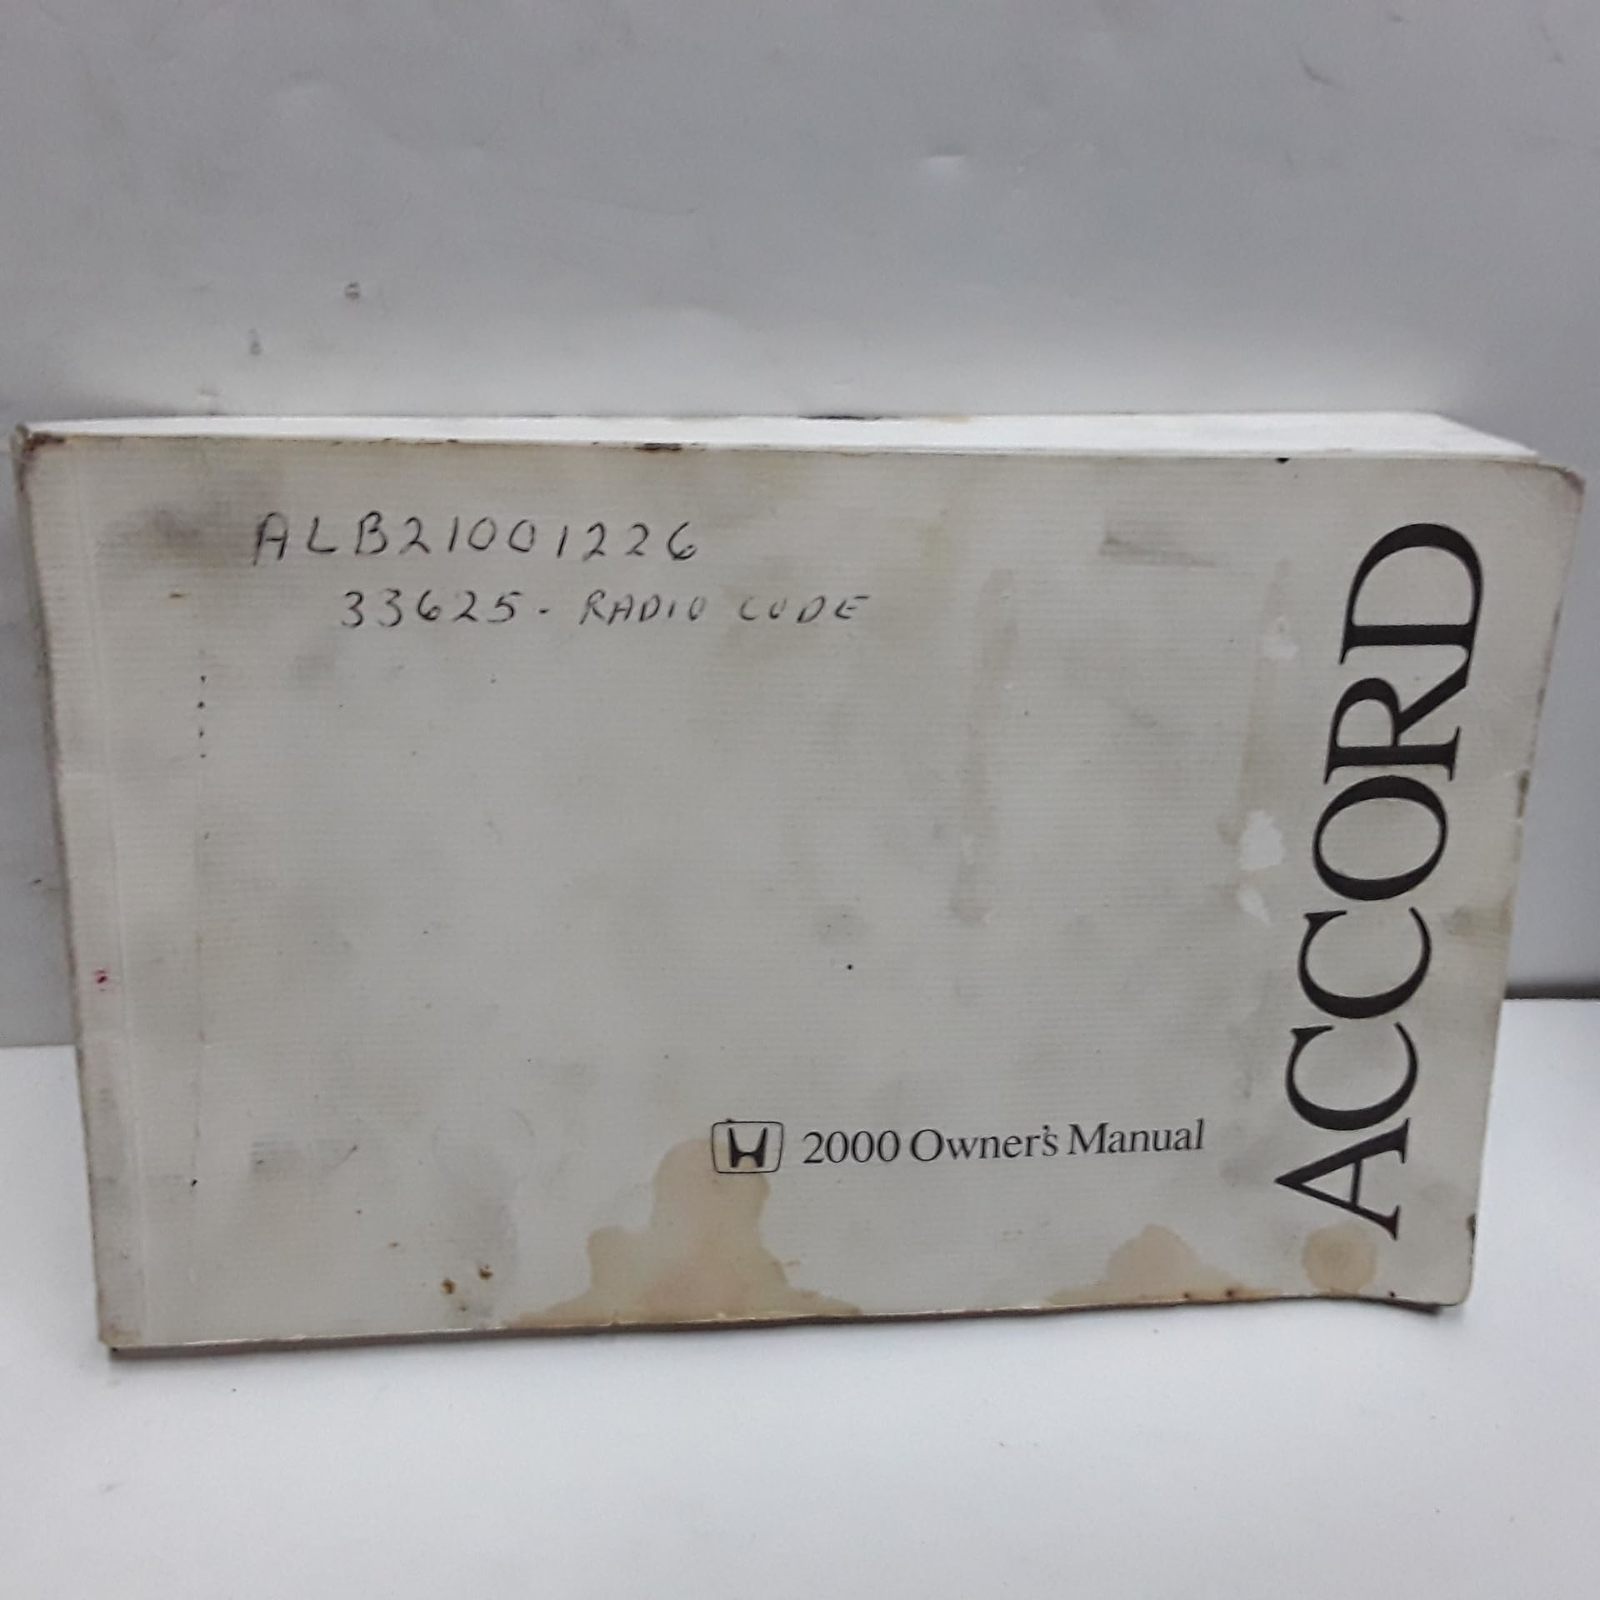 ALB21001226
33625 - RADIO CODE
ACCORD
2000 Owner's Manual